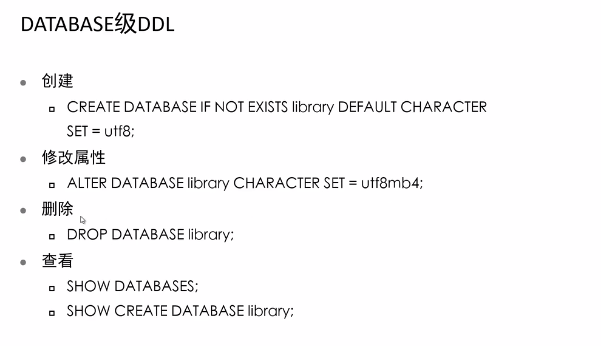 DATABASE级DDL
创建
CREATE DATABASE IF NOT EXISTS library DEFAULT CHARACTER
SET = utf8;
修改属性
ALTER DATABASE library CHARACTER SET = utf8mb4;
删除
DROP DATABASE library;
查看
SHOW DATABASES;
SHOW CREATE DATABASE library;